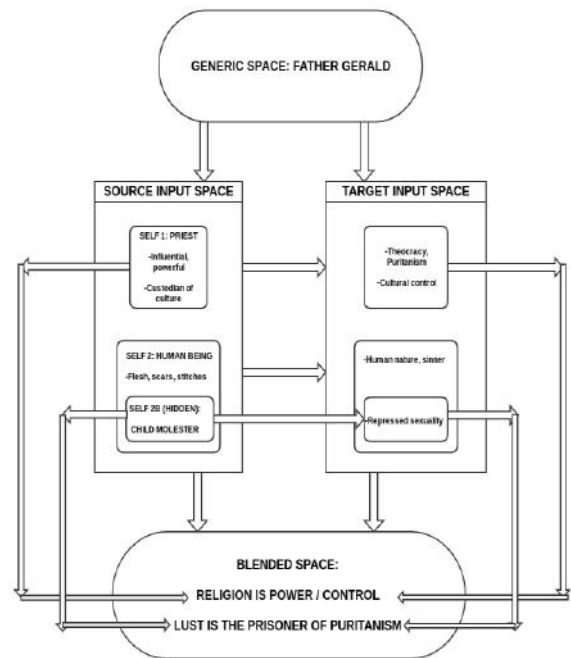 GENERIC SPACE: FATHER GERALD
SOURCE INPUT SPACE
SELF 1: PRIEST
-Influential,
powerful
-Custodian of
culture
SELF 2: HUMAN BEING
-Flesh, scars, stitches
SELF 2B (HIDDEN):
CHILD MOLESTER
TARGET INPUT SPACE
-Theocracy,
Puritanism
-Cultural control
-Human nature, sinner
-Repressed sexuality
BLENDED SPACE:
RELIGION IS POWER / CONTROL
LUST IS THE PRISONER OF PURITANISM